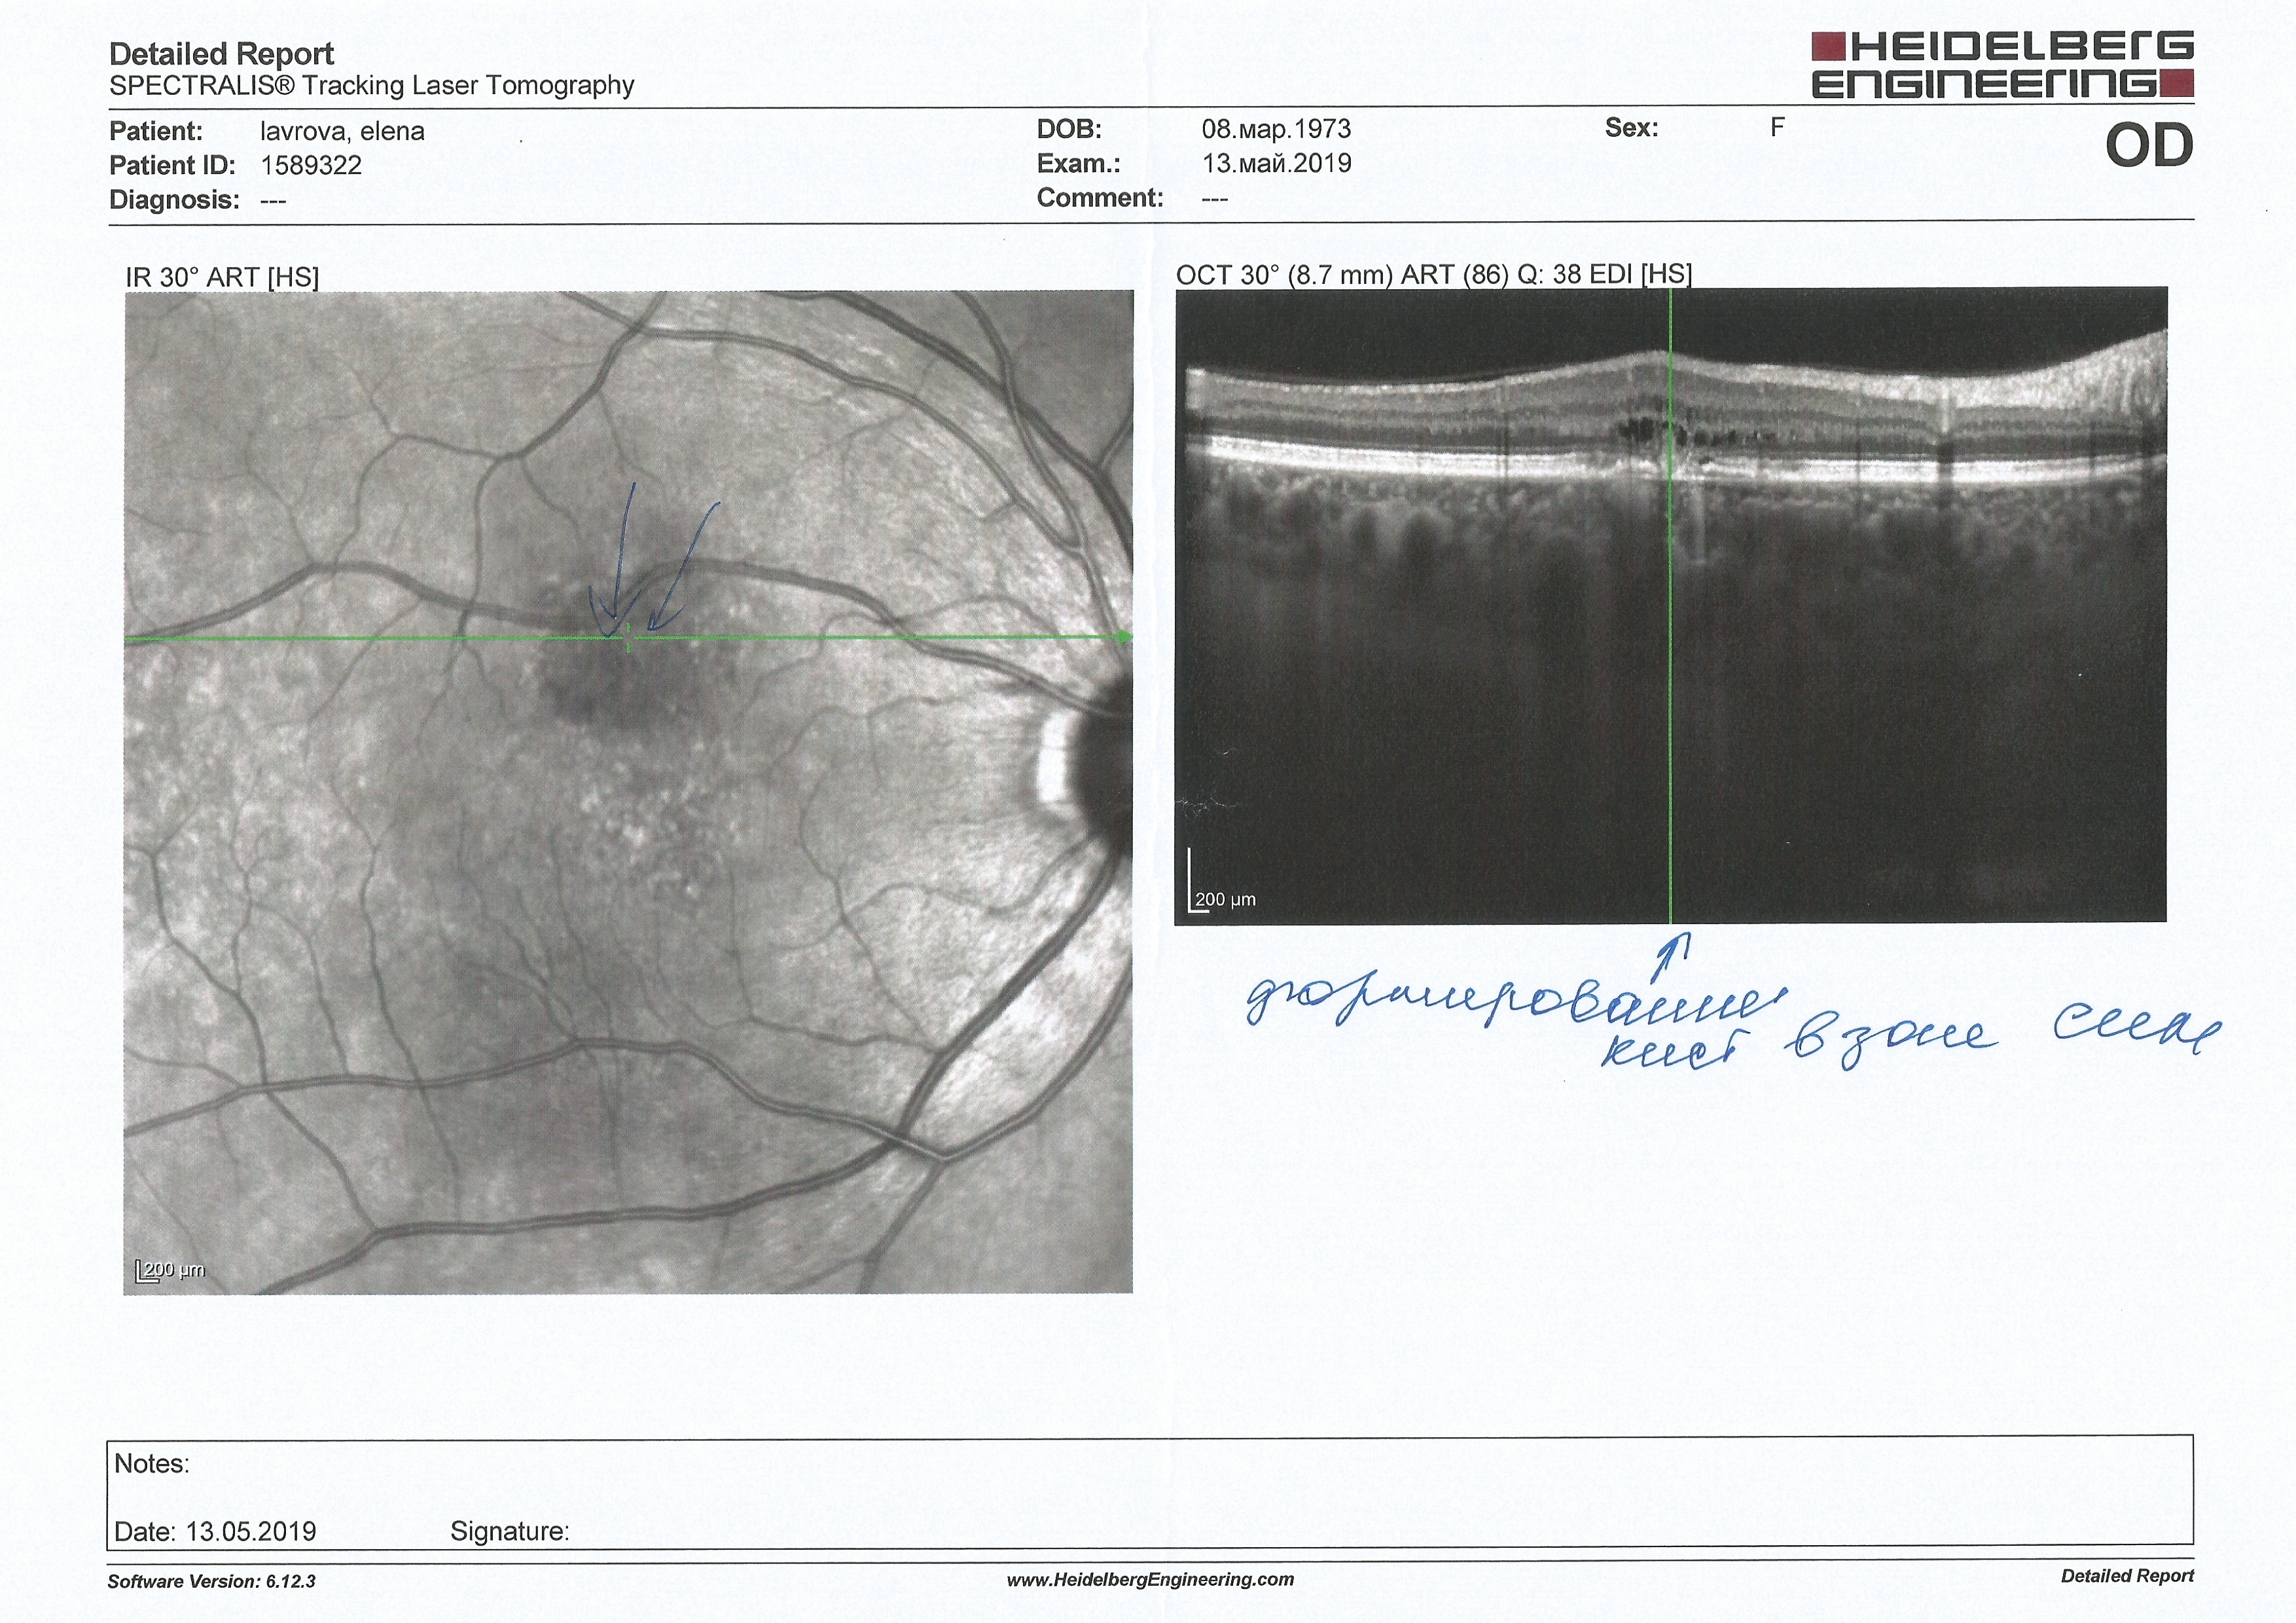 Detailed Report
SPECTRALIS® Tracking Laser Tomography
HEIDELBERG
ENGINEERING
Patient: lavrova, elena
Patient ID: 1589322
Diagnosis: ---
DOB: 08.мар.1973
Exam.: 13.май.2019
Comment: ---
Sex: F
OD
IR 30° ART [HS]
OCT 30° (8.7 mm) ART (86) Q: 38 EDI [HS]
200 µm
200 µm
формирование
кист в зоне
Notes:
Date: 13.05.2019 Signature:
Software Version: 6.12.3 www.HeidelbergEngineering.com Detailed Report